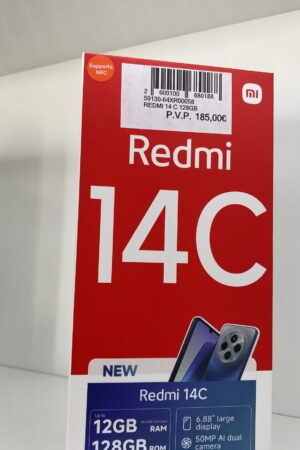 Supports
NFC
2 600100 680188
59130-64XR00058
REDMI 14 C 128GB
P.V.P. 185,00€
mi
Redmi
14C
NEW
Redmi 14C
Up to
12GB RAM
128GB ROM
6.88" large
display
50MP AI dual
camera